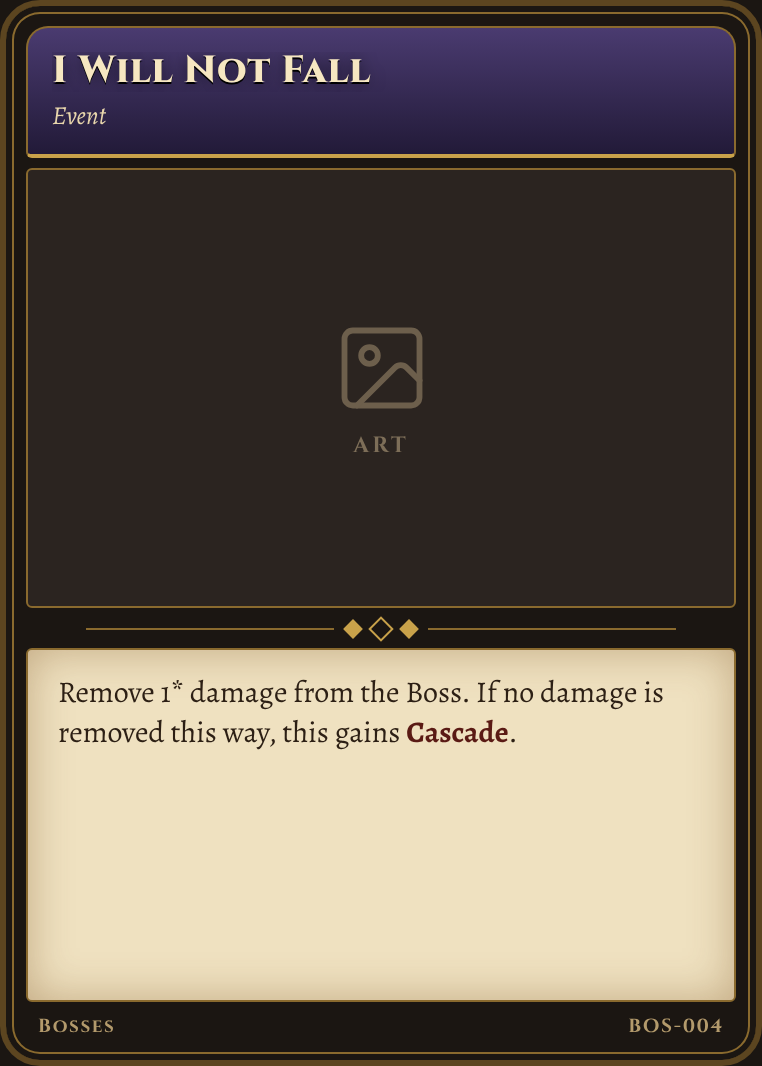 I Will Not Fall
Event
ART
Remove 1* damage from the Boss. If no damage is
removed this way, this gains Cascade.
Bosses
BOS-004